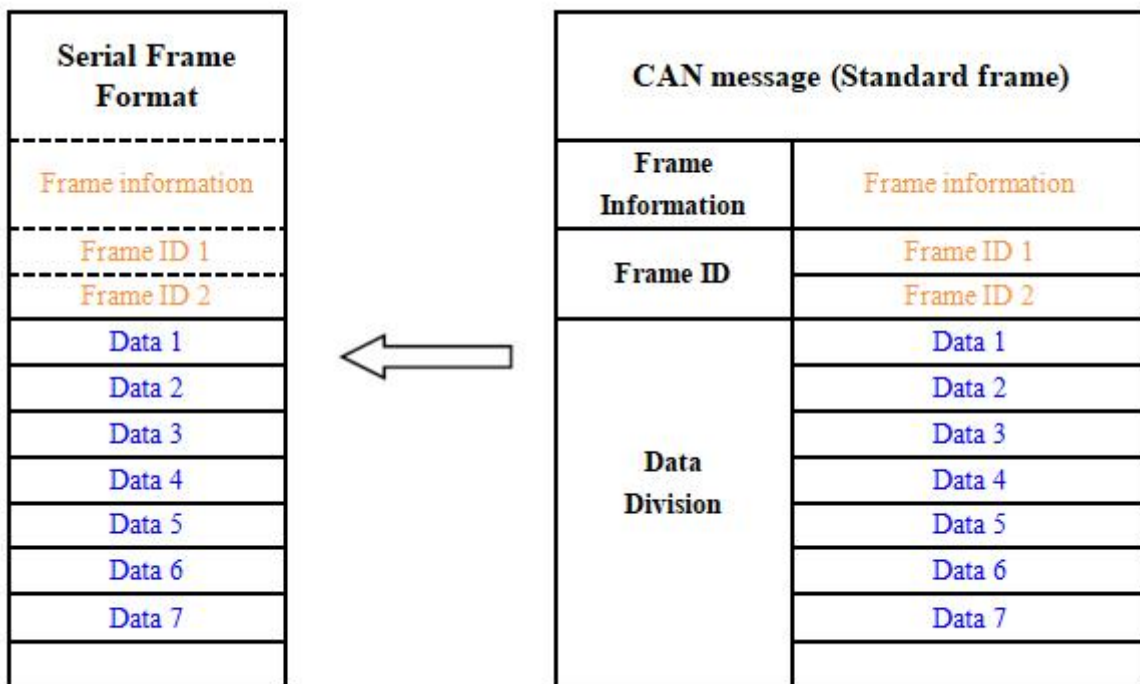 Serial Frame
Format
Frame information
Frame ID 1
Frame ID 2
Data 1
Data 2
Data 3
Data 4
Data 5
Data 6
Data 7
CAN message (Standard frame)
Frame
Information
Frame information
Frame ID
Frame ID 1
Frame ID 2
Data
Division
Data 1
Data 2
Data 3
Data 4
Data 5
Data 6
Data 7